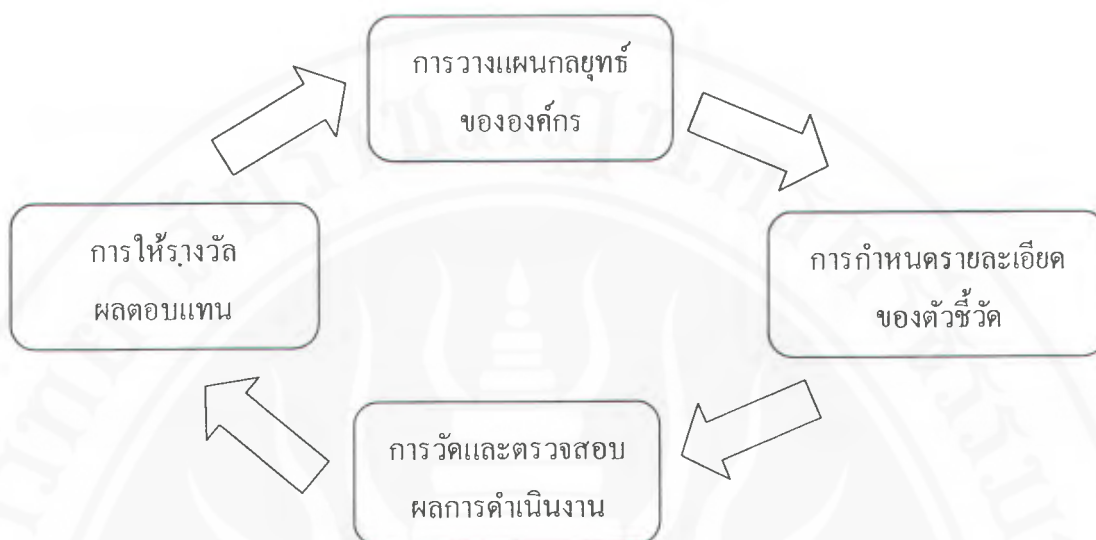 การวางแผนกลยุทธ์
ขององค์กร
การให้รางวัล
ผลตอบแทน
การกำหนดรายละเอียด
ของตัวชี้วัด
การวัดและตรวจสอบ
ผลการดำเนินงาน